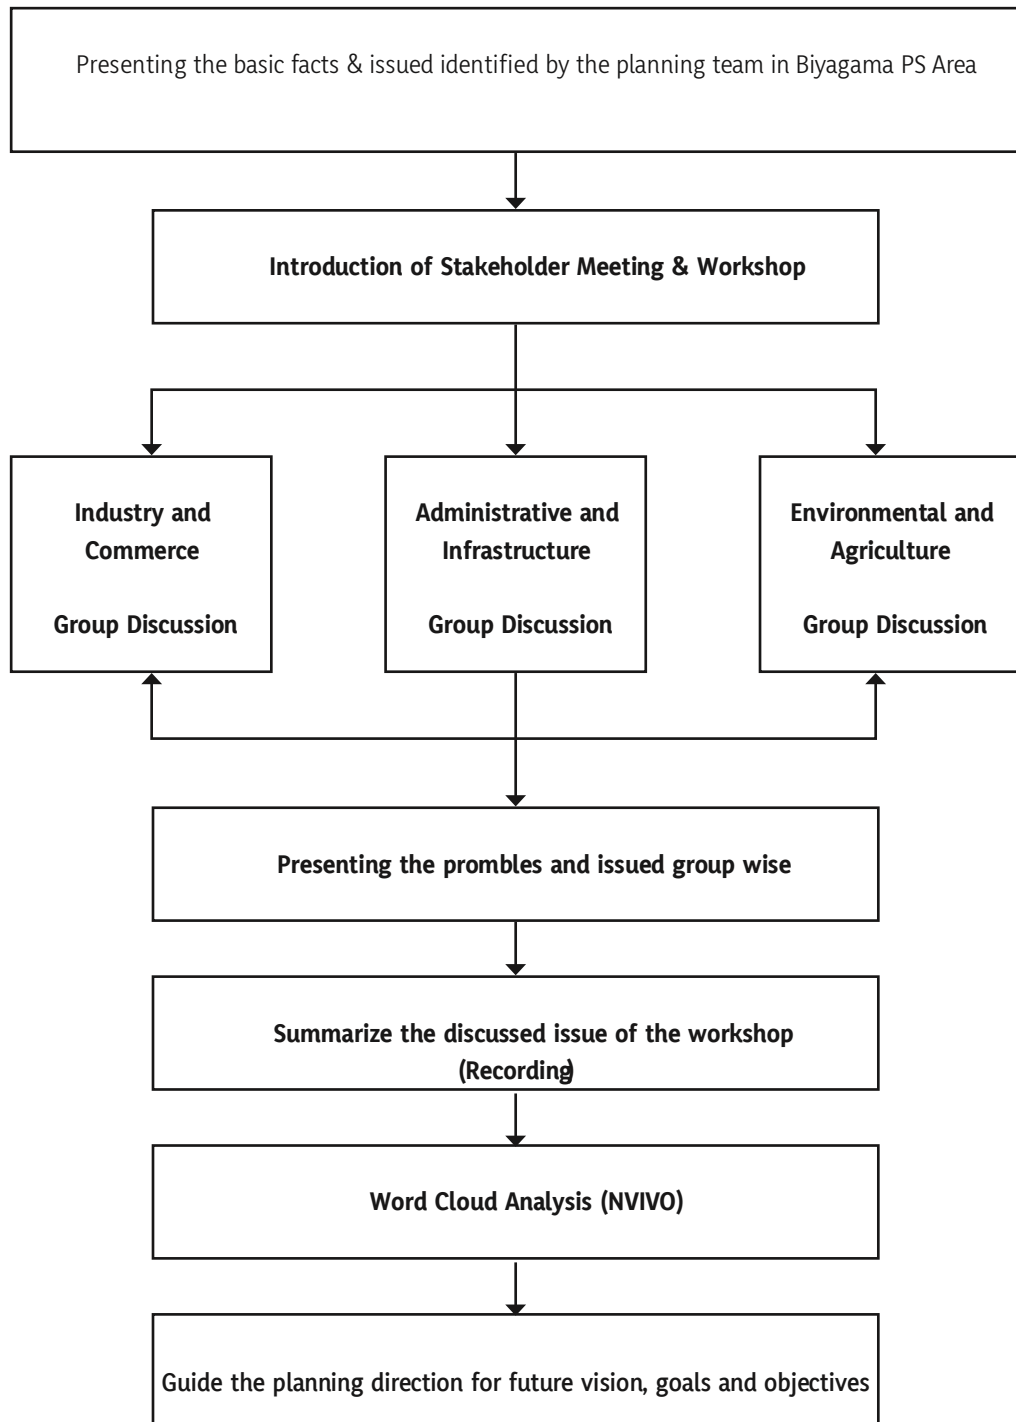 Presenting the basic facts & issued identified by the planning team in Biyagama PS Area
Introduction of Stakeholder Meeting & Workshop
Industry and
Commerce
Group Discussion
Administrative and
Infrastructure
Group Discussion
Environmental and
Agriculture
Group Discussion
Presenting the prombles and issued group wise
Summarize the discussed issue of the workshop
(Recording)
Word Cloud Analysis (NVIVO)
Guide the planning direction for future vision, goals and objectives